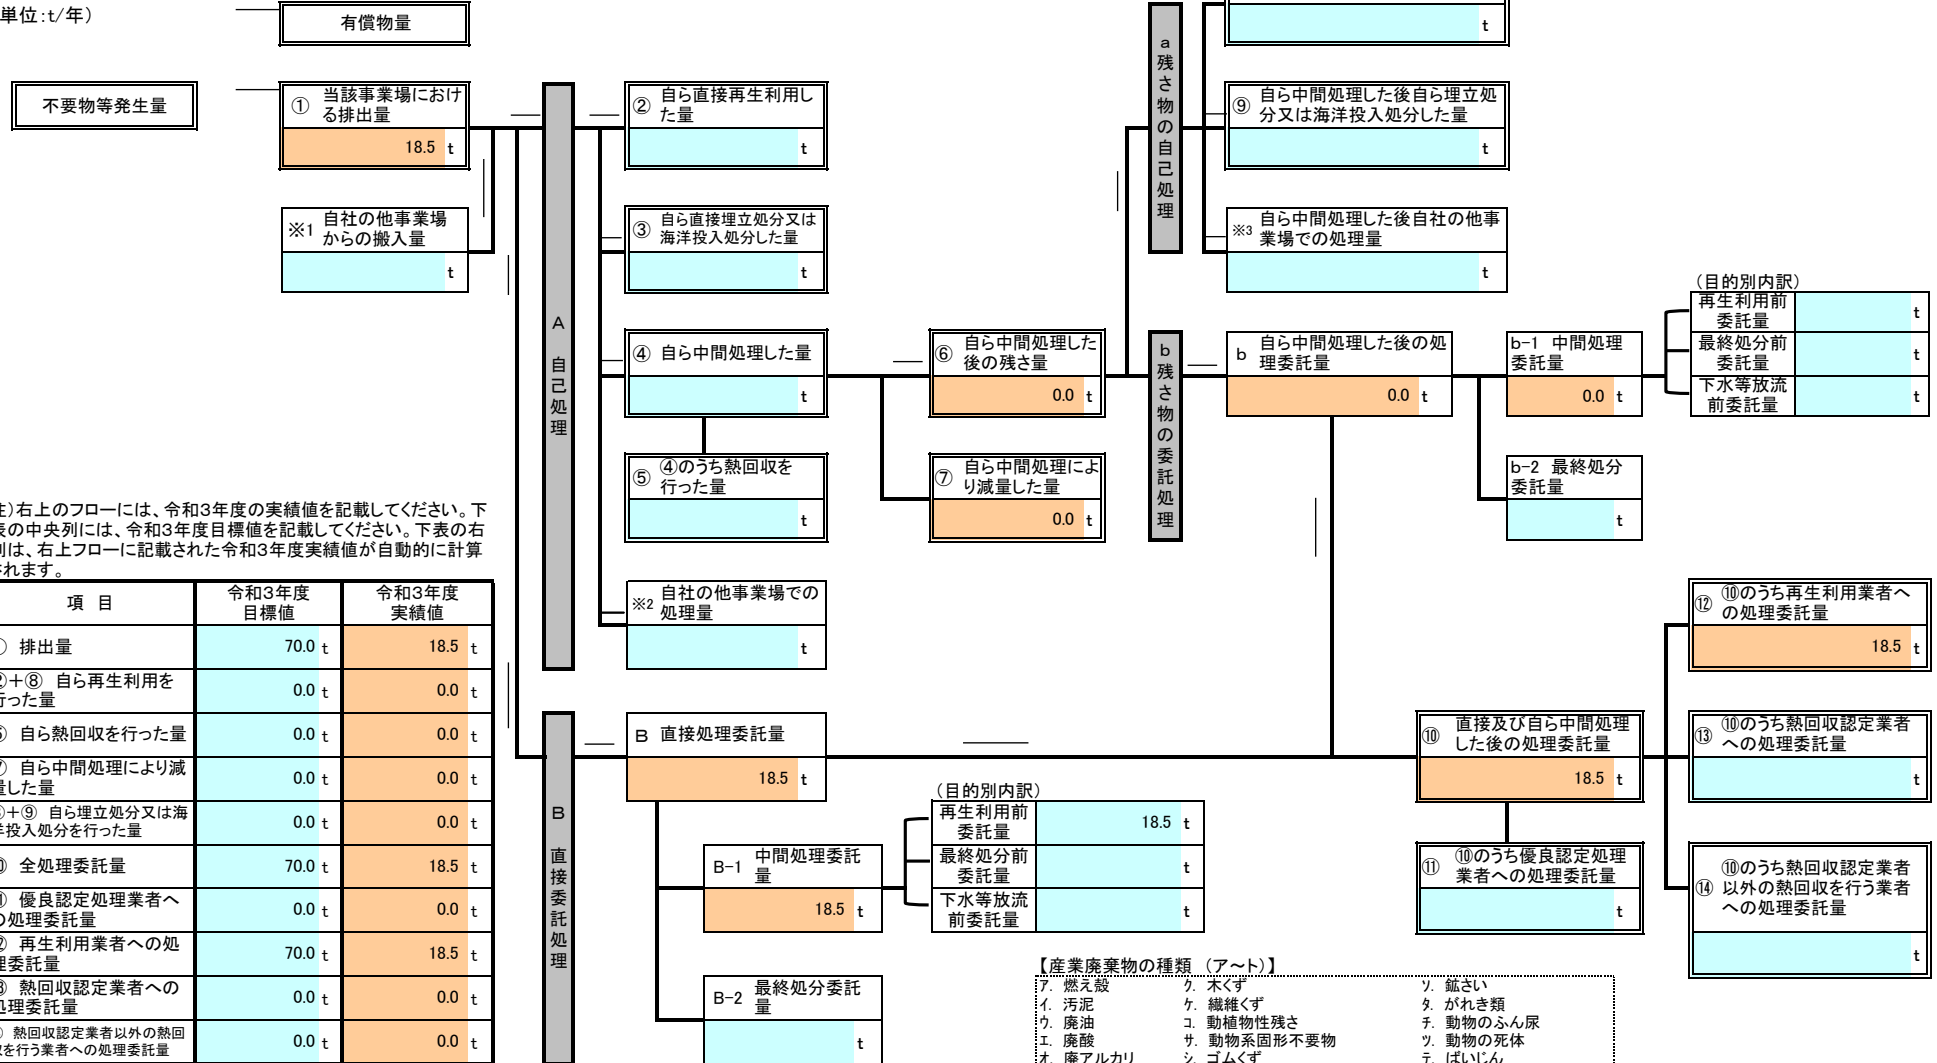 単位:t/年)
有償物量
t
不要物等発生量
① 当該事業場におけ
る排出量
18.5 t
※1 自社の他事業場
からの搬入量
t
A 自己処理
② 自ら直接再生利用し
た量
t
③ 自ら直接埋立処分又は
海洋投入処分した量
t
④ 自ら中間処理した量
t
⑤ ④のうち熱回収を
行った量
t
※2 自社の他事業場での
処理量
t
⑥ 自ら中間処理した
後の残さ量
0.0 t
⑦ 自ら中間処理によ
り減量した量
0.0 t
a 残さ物の自己処理
⑨ 自ら中間処理した後自ら埋立処
分又は海洋投入処分した量
t
※3 自ら中間処理した後自社の他事
業場での処理量
t
b 残さ物の委託処理
b 自ら中間処理した後の処
理委託量
0.0 t
b-1 中間処理
委託量
0.0 t
b-2 最終処分
委託量
t
(目的別内訳)
再生利用前
委託量
t
最終処分前
委託量
t
下水等放流
前委託量
t
)右上のフローには、令和3年度の実績値を記載してください。下
の中央列には、令和3年度目標値を記載してください。下表の右
は、右上フローに記載された令和3年度実績値が自動的に計算
れます。
項 目 令和3年度
目標値 令和3年度
実績値
排出量 70.0 t 18.5 t
+⑧ 自ら再生利用を
った量 0.0 t 0.0 t
自ら熱回収を行った量 0.0 t 0.0 t
自ら中間処理により減
した量 0.0 t 0.0 t
+⑨ 自ら埋立処分又は海
投入処分を行った量 0.0 t 0.0 t
全処理委託量 70.0 t 18.5 t
優良認定処理業者へ
の処理委託量 0.0 t 0.0 t
再生利用業者への処
理委託量 70.0 t 18.5 t
熱回収認定業者への
処理委託量 0.0 t 0.0 t
熱回収認定業者以外の熱回
収を行う業者への処理委託量 0.0 t 0.0 t
B 直接委託処理
B 直接処理委託量
18.5 t
B-1 中間処理委託
量
18.5 t
B-2 最終処分委託
量
t
(目的別内訳)
再生利用前
委託量
18.5 t
最終処分前
委託量
t
下水等放流
前委託量
t
⑩ 直接及び自ら中間処理
した後の処理委託量
18.5 t
⑪ ⑩のうち優良認定処理
業者への処理委託量
t
⑫ ⑩のうち再生利用業者へ
の処理委託量
18.5 t
⑬ ⑩のうち熱回収認定業者
への処理委託量
t
⑭ ⑩のうち熱回収認定業者
以外の熱回収を行う業者
への処理委託量
t
【産業廃棄物の種類 (ア~ト)】
ア. 燃え殻 ク. 木くず ソ. 鉱さい
イ. 汚泥 ケ. 繊維くず タ. がれき類
ウ. 廃油 コ. 動植物性残さ チ. 動物のふん尿
エ. 廃酸 サ. 動物系固形不要物 ツ. 動物の死体
オ. 廃アルカリ シ. ゴムくず テ. ばいじん